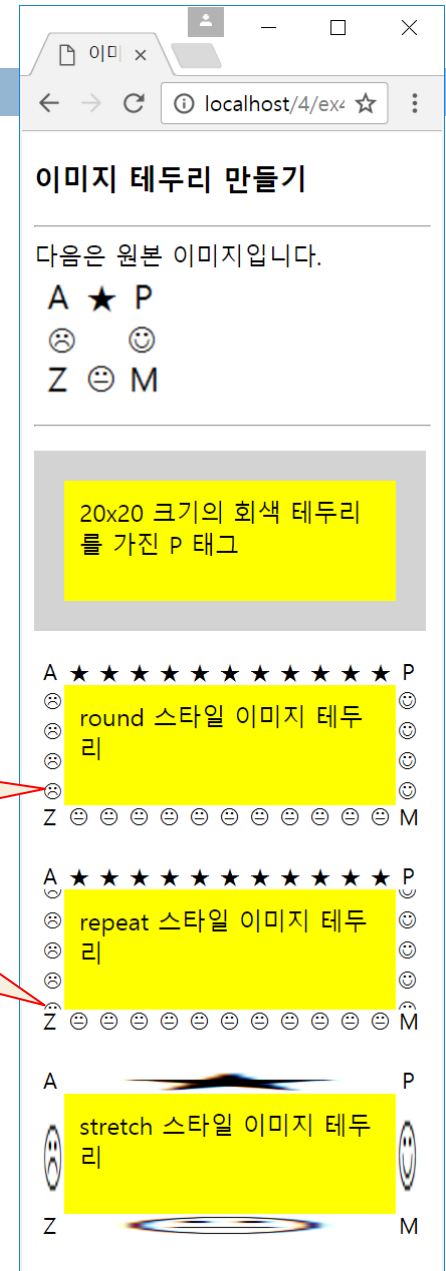 이미
localhost/4/ex4
이미지 테두리 만들기
다음은 원본 이미지입니다.
A ★ P
☹ ☺
Z 😐 M
20x20 크기의 회색 테두리
를 가진 P 태그
A ★ ★ ★ ★ ★ ★ ★ ★ ★ ★ ★ P
round 스타일 이미지 테두
리
Z 😐 😐 😐 😐 😐 😐 😐 😐 😐 😐 😐 M
A ★ ★ ★ ★ ★ ★ ★ ★ ★ ★ ★ P
repeat 스타일 이미지 테두
리
Z 😐 😐 😐 😐 😐 😐 😐 😐 😐 😐 😐 M
A P
stretch 스타일 이미지 테두
리
Z M